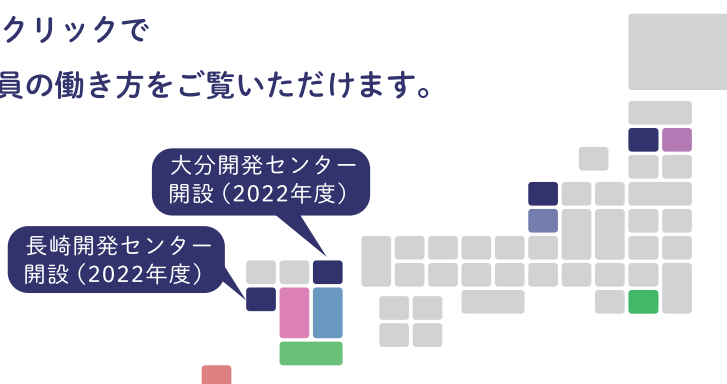 クリックで
員の働き方をご覧いただけます。
大分開発センター
開設（2022年度）
長崎開発センター
開設（2022年度）